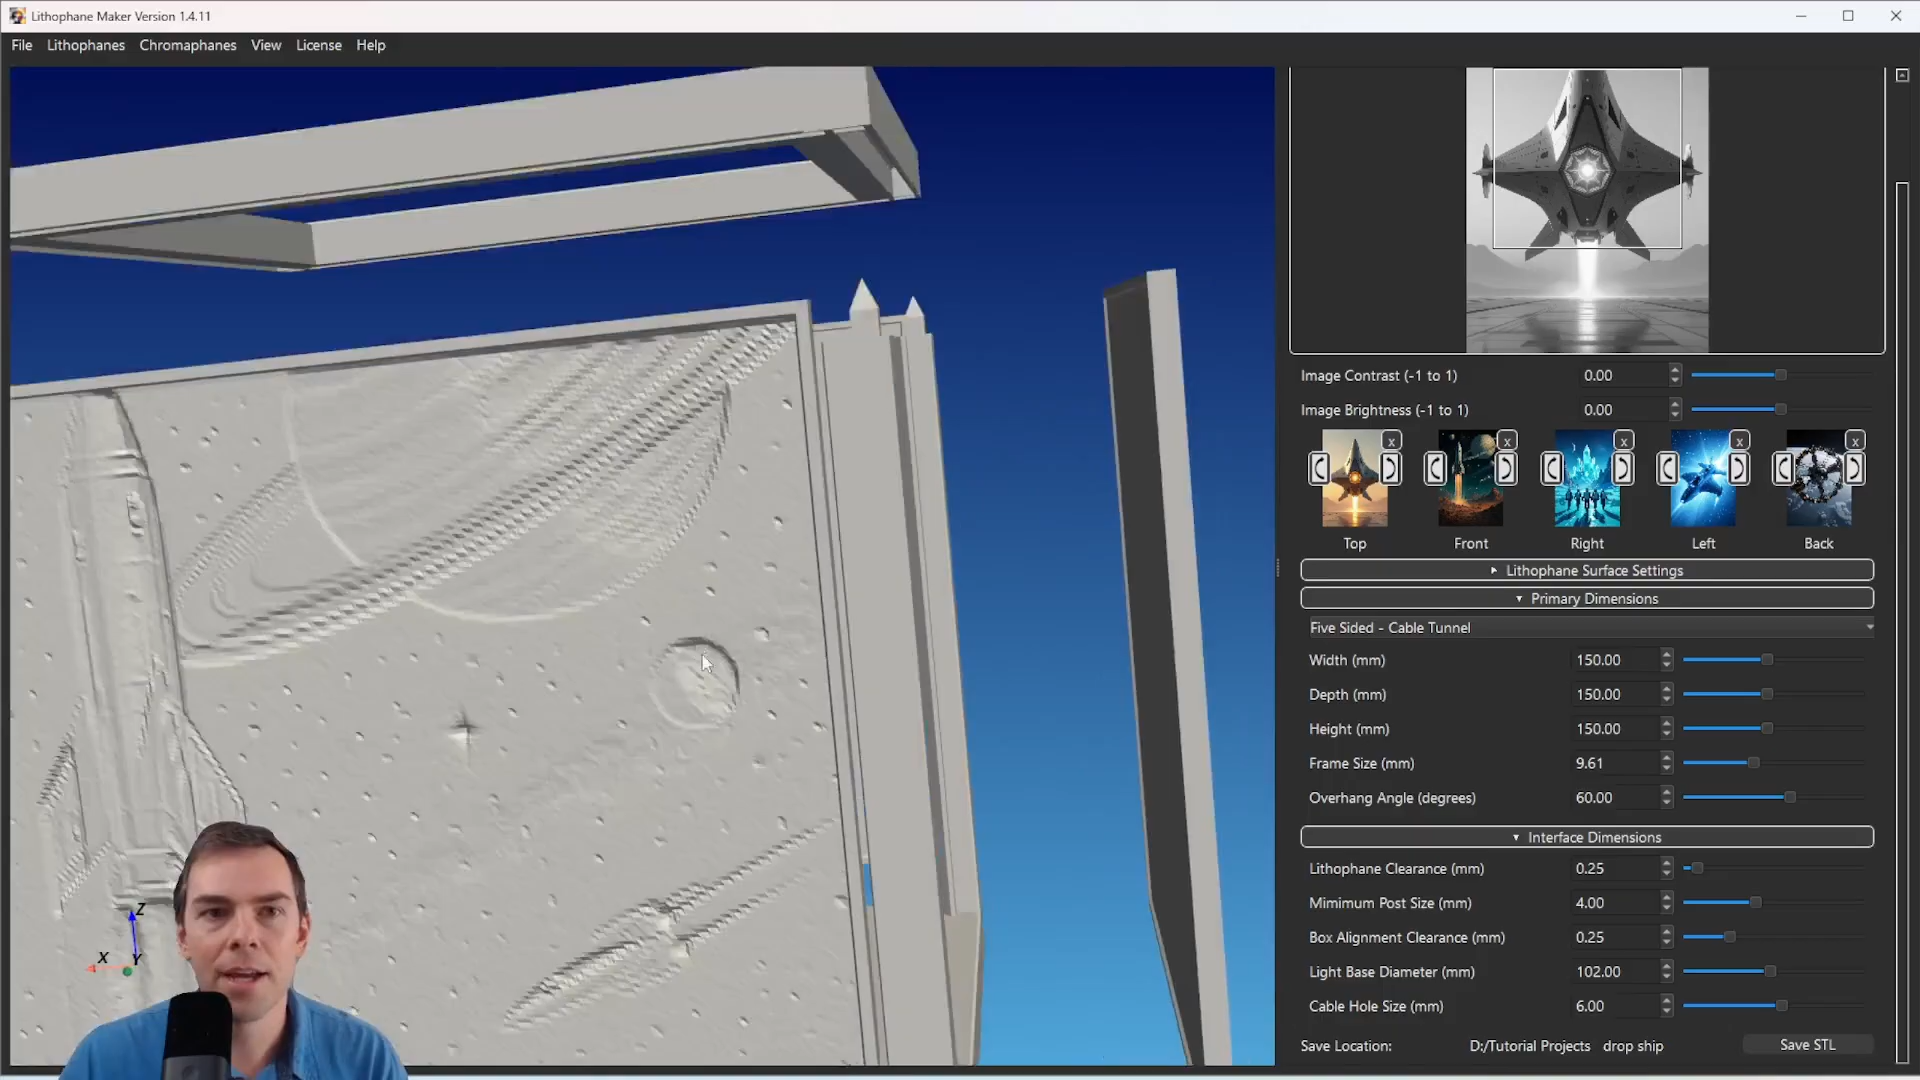 Lithophane Maker Version 1.4.11
File Lithophanes Chromaphanes View License Help
Image Contrast (-1 to 1) 0.00
Image Brightness (-1 to 1) 0.00
x x x x x
Top Front Right Left Back
Lithophane Surface Settings
Primary Dimensions
Five Sided - Cable Tunnel
Width (mm) 150.00
Depth (mm) 150.00
Height (mm) 150.00
Frame Size (mm) 9.61
Overhang Angle (degrees) 60.00
Interface Dimensions
Lithophane Clearance (mm) 0.25
Mimimum Post Size (mm) 4.00
Box Alignment Clearance (mm) 0.25
Light Base Diameter (mm) 102.00
Cable Hole Size (mm) 6.00
Save Location: D:/Tutorial Projects drop ship Save STL
Z
X Y